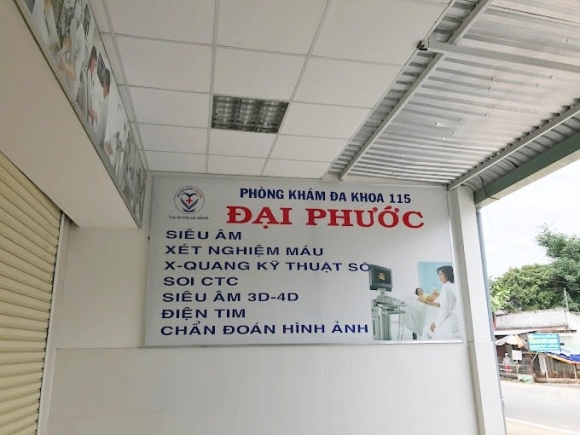 PHÒNG KHÁM ĐA KHOA 115
ĐẠI PHƯỚC
SIÊU ÂM
XÉT NGHIỆM MÁU
X-QUANG KỸ THUẬT SỐ
SOI CTC
SIÊU ÂM 3D-4D
ĐIỆN TIM
CHẨN ĐOÁN HÌNH ẢNH